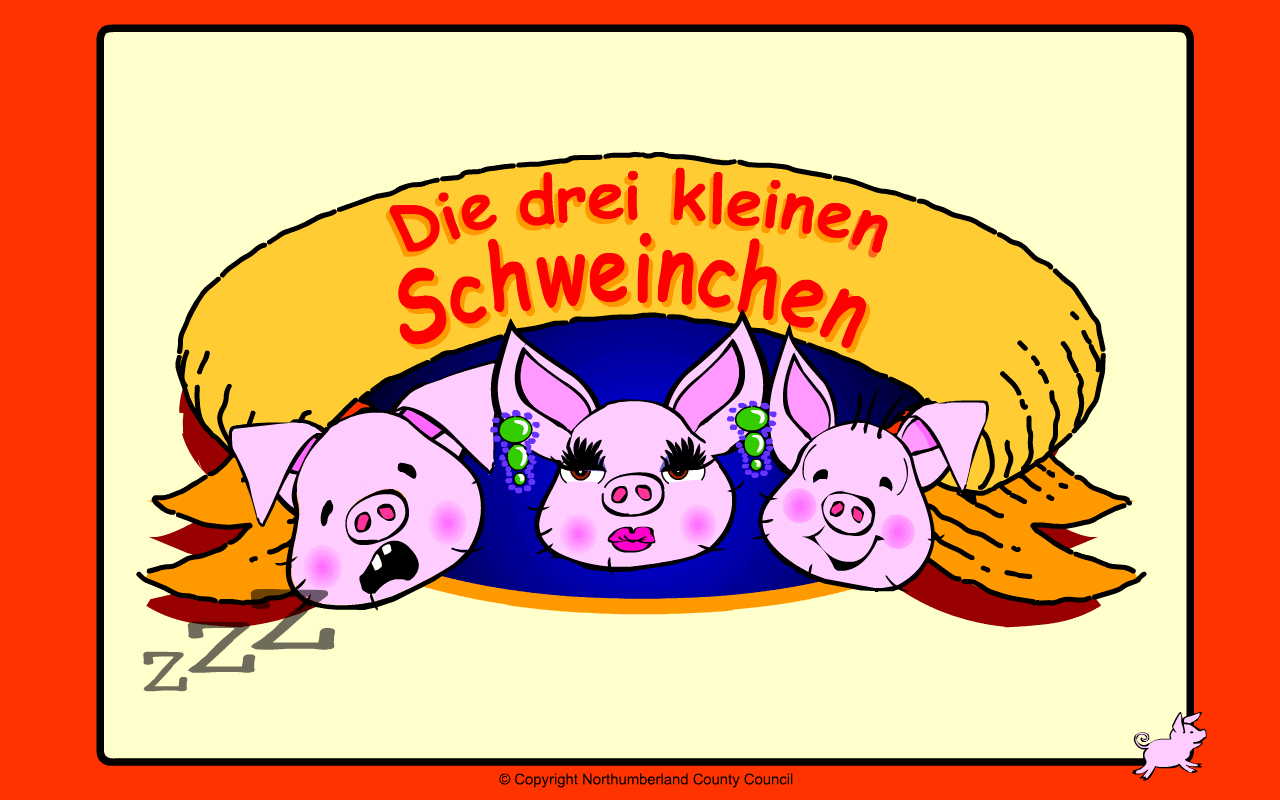 Die drei kleinen
Schweinchen
zZZ
© Copyright Northumberland County Council